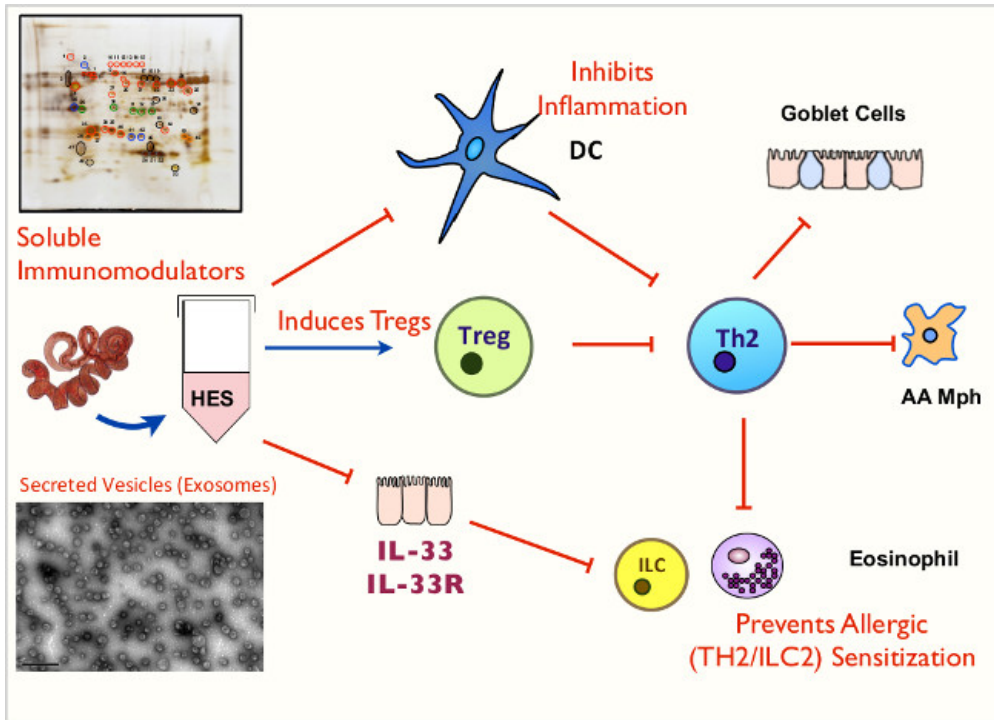 Soluble
Immunomodulators
HES
Secreted Vesicles (Exosomes)
Induces Tregs
Inhibits
Inflammation
DC
Treg
Th2
Goblet Cells
AA Mph
IL-33
IL-33R
ILC
Eosinophil
Prevents Allergic
(TH2/ILC2) Sensitization